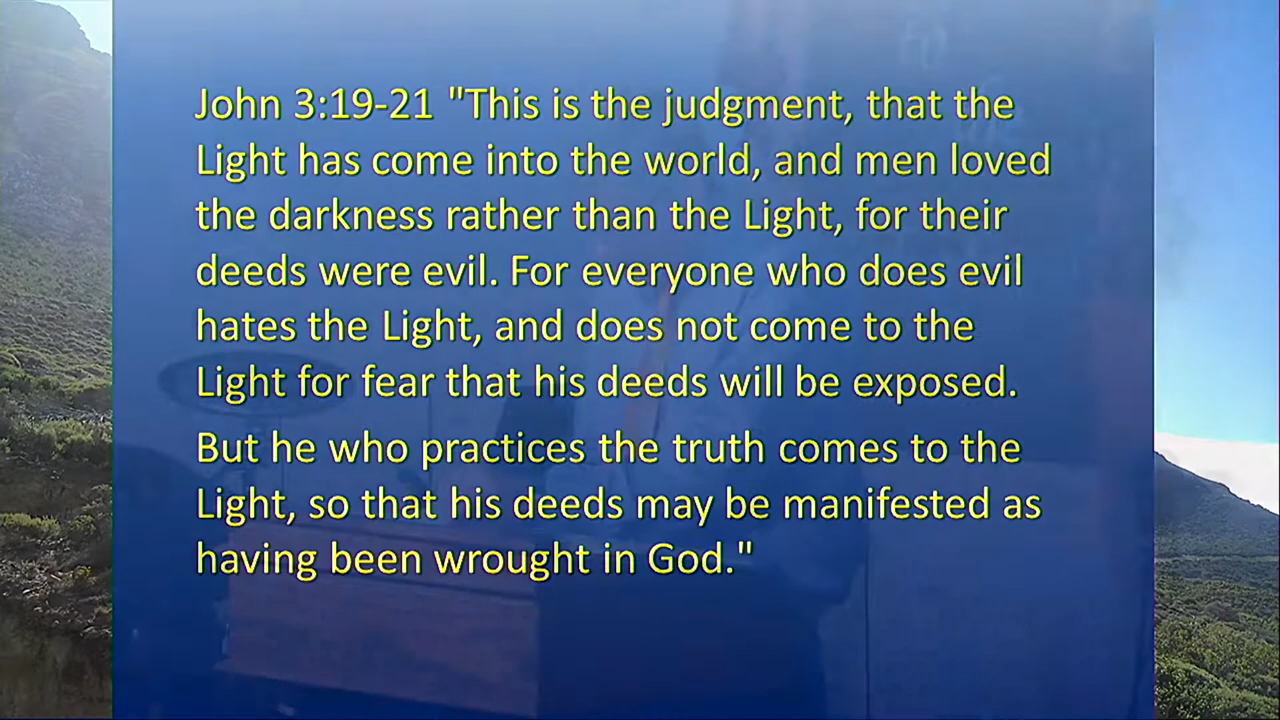 John 3:19-21 "This is the judgment, that the
Light has come into the world, and men loved
the darkness rather than the Light, for their
deeds were evil. For everyone who does evil
hates the Light, and does not come to the
Light for fear that his deeds will be exposed.
But he who practices the truth comes to the
Light, so that his deeds may be manifested as
having been wrought in God."